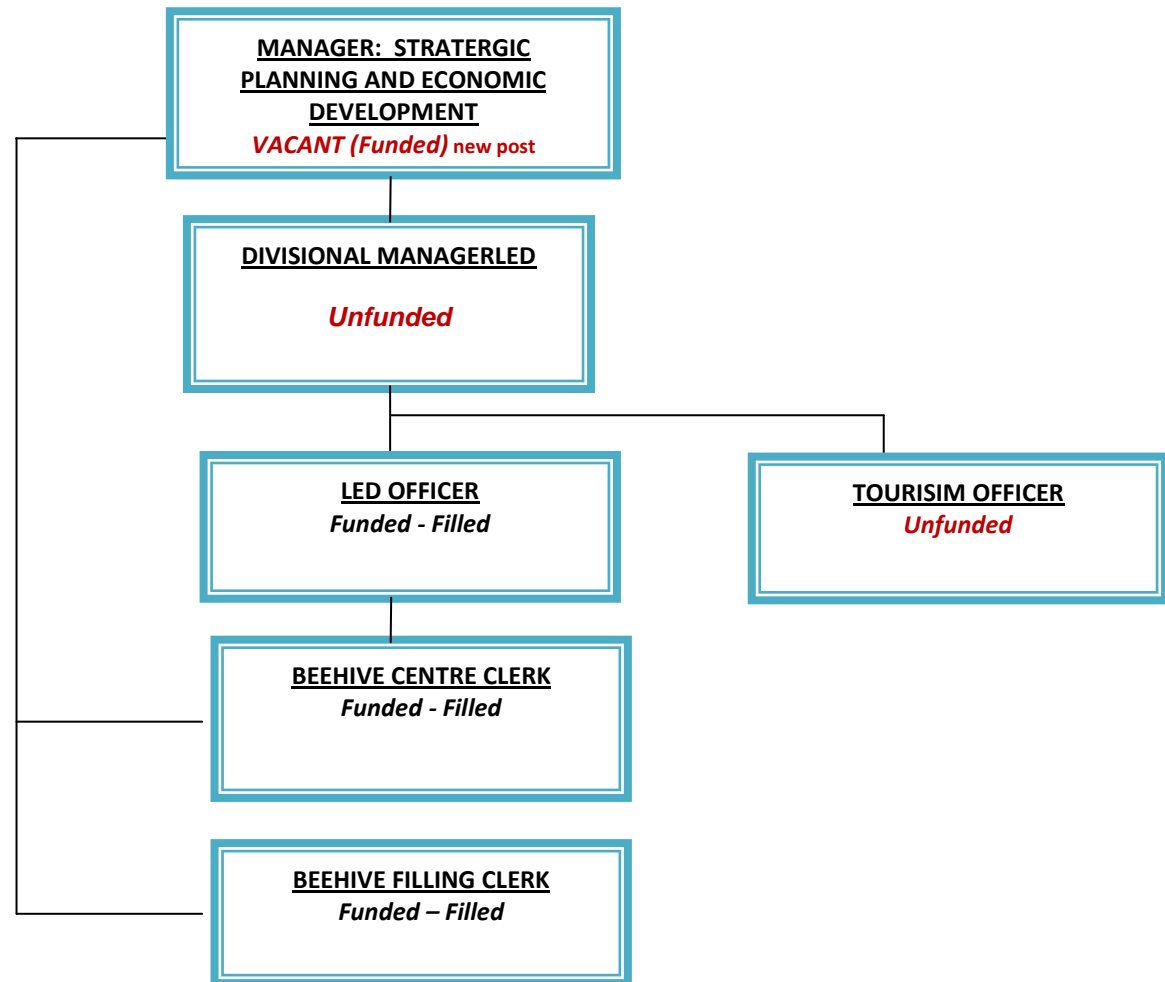 MANAGER:  STRATERGIC
PLANNING AND ECONOMIC
DEVELOPMENT
VACANT (Funded) new post
DIVISIONAL MANAGERLED
Unfunded
LED OFFICER
Funded - Filled
TOURISIM OFFICER
Unfunded
BEEHIVE CENTRE CLERK
Funded - Filled
BEEHIVE FILLING CLERK
Funded – Filled